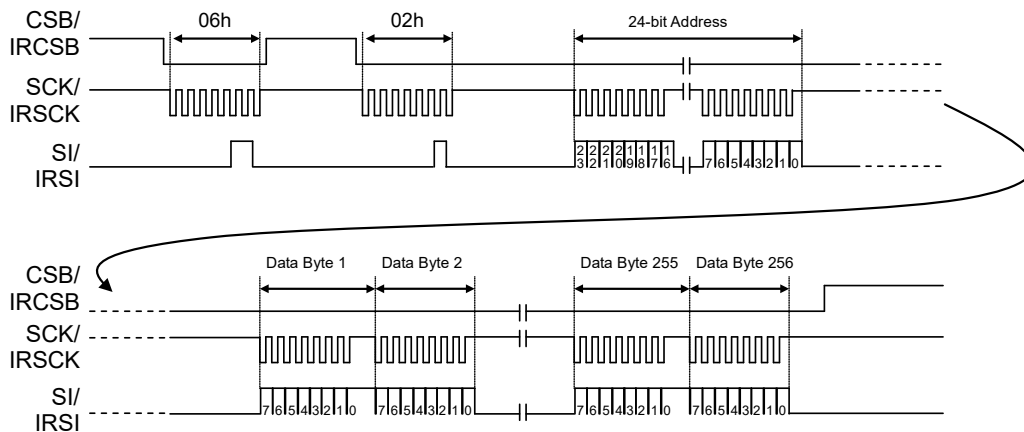 CSB/
IRCSB
06h
02h
24-bit Address
SCK/
IRSCK
SI/
IRSI
2 2 2 2 1 1 1 1
3 2 1 0 9 8 7 6
7 6 5 4 3 2 1 0
CSB/
IRCSB
Data Byte 1
Data Byte 2
Data Byte 255
Data Byte 256
SCK/
IRSCK
SI/
IRSI
7 6 5 4 3 2 1 0
7 6 5 4 3 2 1 0
7 6 5 4 3 2 1 0
7 6 5 4 3 2 1 0